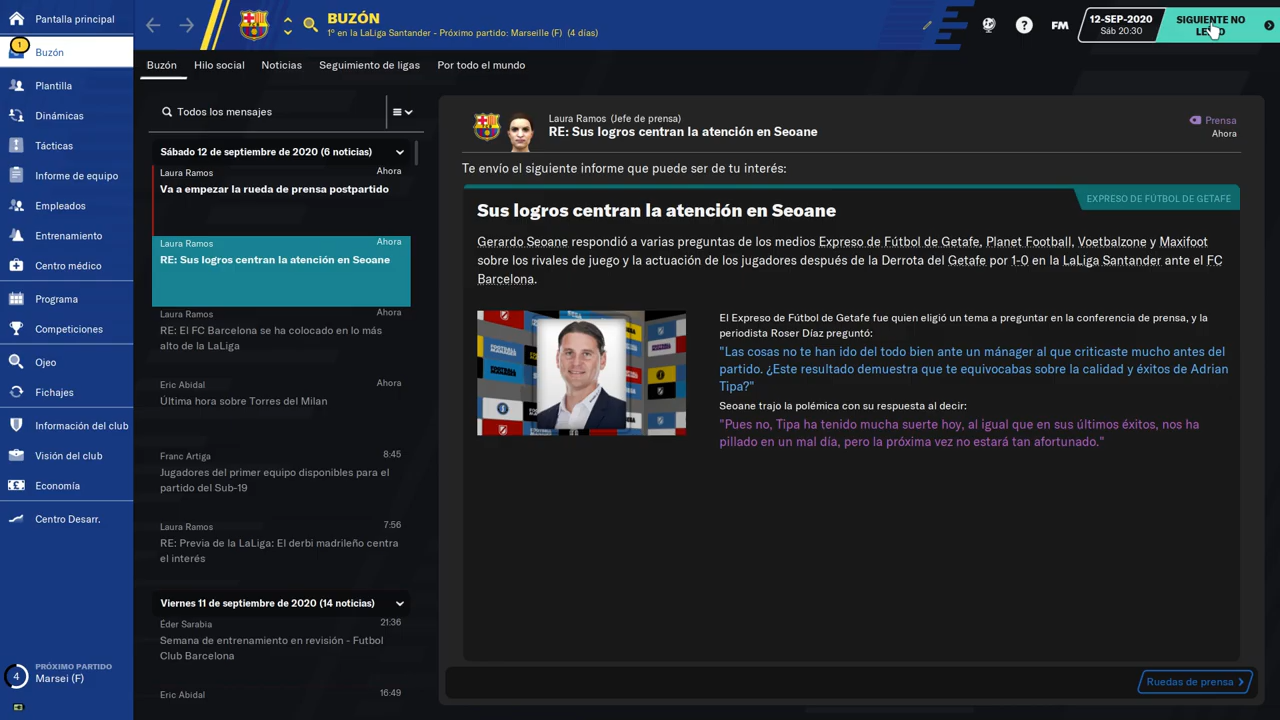 Pantalla principal
1
Buzón
Plantilla
Dinámicas
Tácticas
Informe de equipo
Empleados
Entrenamiento
Centro médico
Programa
Competiciones
Ojeo
Fichajes
Información del club
Visión del club
Economía
Centro Desarr.
PRÓXIMO PARTIDO
4
Marsei (F)
BUZÓN
1º en la LaLiga Santander - Próximo partido: Marseille (F) (4 días)
?
FM
12-SEP-2020
Sáb 20:30
SIGUIENTE NO
LEÍDO
Buzón
Hilo social
Noticias
Seguimiento de ligas
Por todo el mundo
Todos los mensajes
Sábado 12 de septiembre de 2020 (6 noticias)
Laura Ramos Ahora
Va a empezar la rueda de prensa postpartido
Laura Ramos Ahora
RE: Sus logros centran la atención en Seoane
Laura Ramos Ahora
RE: El FC Barcelona se ha colocado en lo más
alto de la LaLiga
Eric Abidal Ahora
Última hora sobre Torres del Milan
Franc Artiga 8:45
Jugadores del primer equipo disponibles para el
partido del Sub-19
Laura Ramos 7:56
RE: Previa de la LaLiga: El derbi madrileño centra
el interés
Viernes 11 de septiembre de 2020 (14 noticias)
Éder Sarabia 21:36
Semana de entrenamiento en revisión - Futbol
Club Barcelona
Eric Abidal 16:49
Laura Ramos (Jefe de prensa)
RE: Sus logros centran la atención en Seoane
Prensa
Ahora
Te envío el siguiente informe que puede ser de tu interés:
EXPRESO DE FÚTBOL DE GETAFE
Sus logros centran la atención en Seoane
Gerardo Seoane respondió a varias preguntas de los medios Expreso de Fútbol de Getafe, Planet Football, Voetbalzone y Maxifoot
sobre los rivales de juego y la actuación de los jugadores después de la Derrota del Getafe por 1-0 en la LaLiga Santander ante el FC
Barcelona.
El Expreso de Fútbol de Getafe fue quien eligió un tema a preguntar en la conferencia de prensa, y la
periodista Roser Díaz preguntó:
"Las cosas no te han ido del todo bien ante un mánager al que criticaste mucho antes del
partido. ¿Este resultado demuestra que te equivocabas sobre la calidad y éxitos de Adrian
Tipa?"
Seoane trajo la polémica con su respuesta al decir:
"Pues no, Tipa ha tenido mucha suerte hoy, al igual que en sus últimos éxitos, nos ha
pillado en un mal día, pero la próxima vez no estará tan afortunado."
Ruedas de prensa